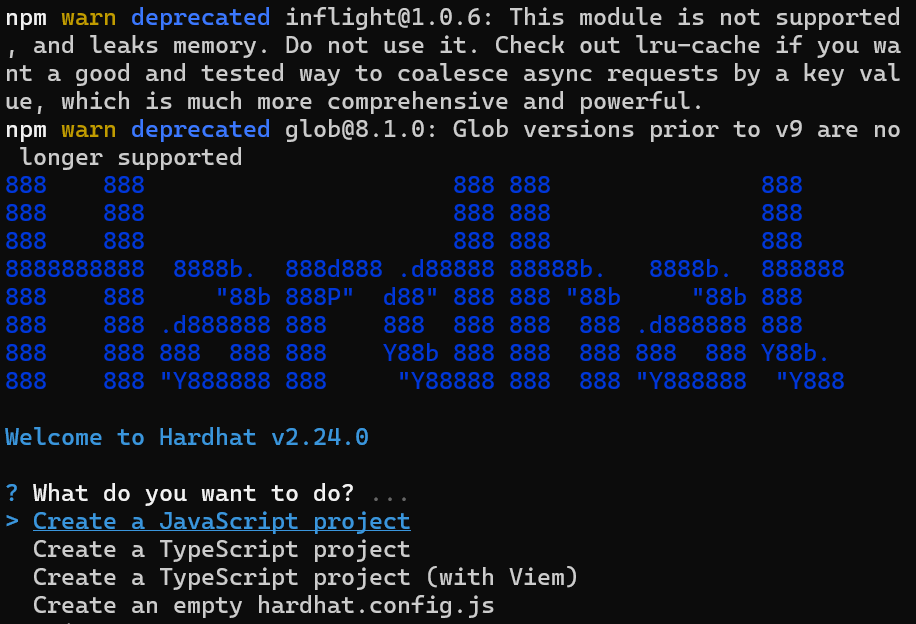 npm warn deprecated inflight@1.0.6: This module is not supported
, and leaks memory. Do not use it. Check out lru-cache if you wa
nt a good and tested way to coalesce async requests by a key val
ue, which is much more comprehensive and powerful.
npm warn deprecated glob@8.1.0: Glob versions prior to v9 are no
 longer supported
888    888                      888 888               888
888    888                      888 888               888
888    888                      888 888               888
8888888888  8888b.  888d888 .d88888 88888b.   8888b.  888888
888    888     "88b 888P"  d88" 888 888 "88b     "88b 888
888    888 .d888888 888    888  888 888  888 .d888888 888
888    888 888  888 888    Y88b 888 888  888 888  888 Y88b.
888    888 "Y888888 888     "Y88888 888  888 "Y888888  "Y888
Welcome to Hardhat v2.24.0
? What do you want to do? ...
> Create a JavaScript project
  Create a TypeScript project
  Create a TypeScript project (with Viem)
  Create an empty hardhat.config.js